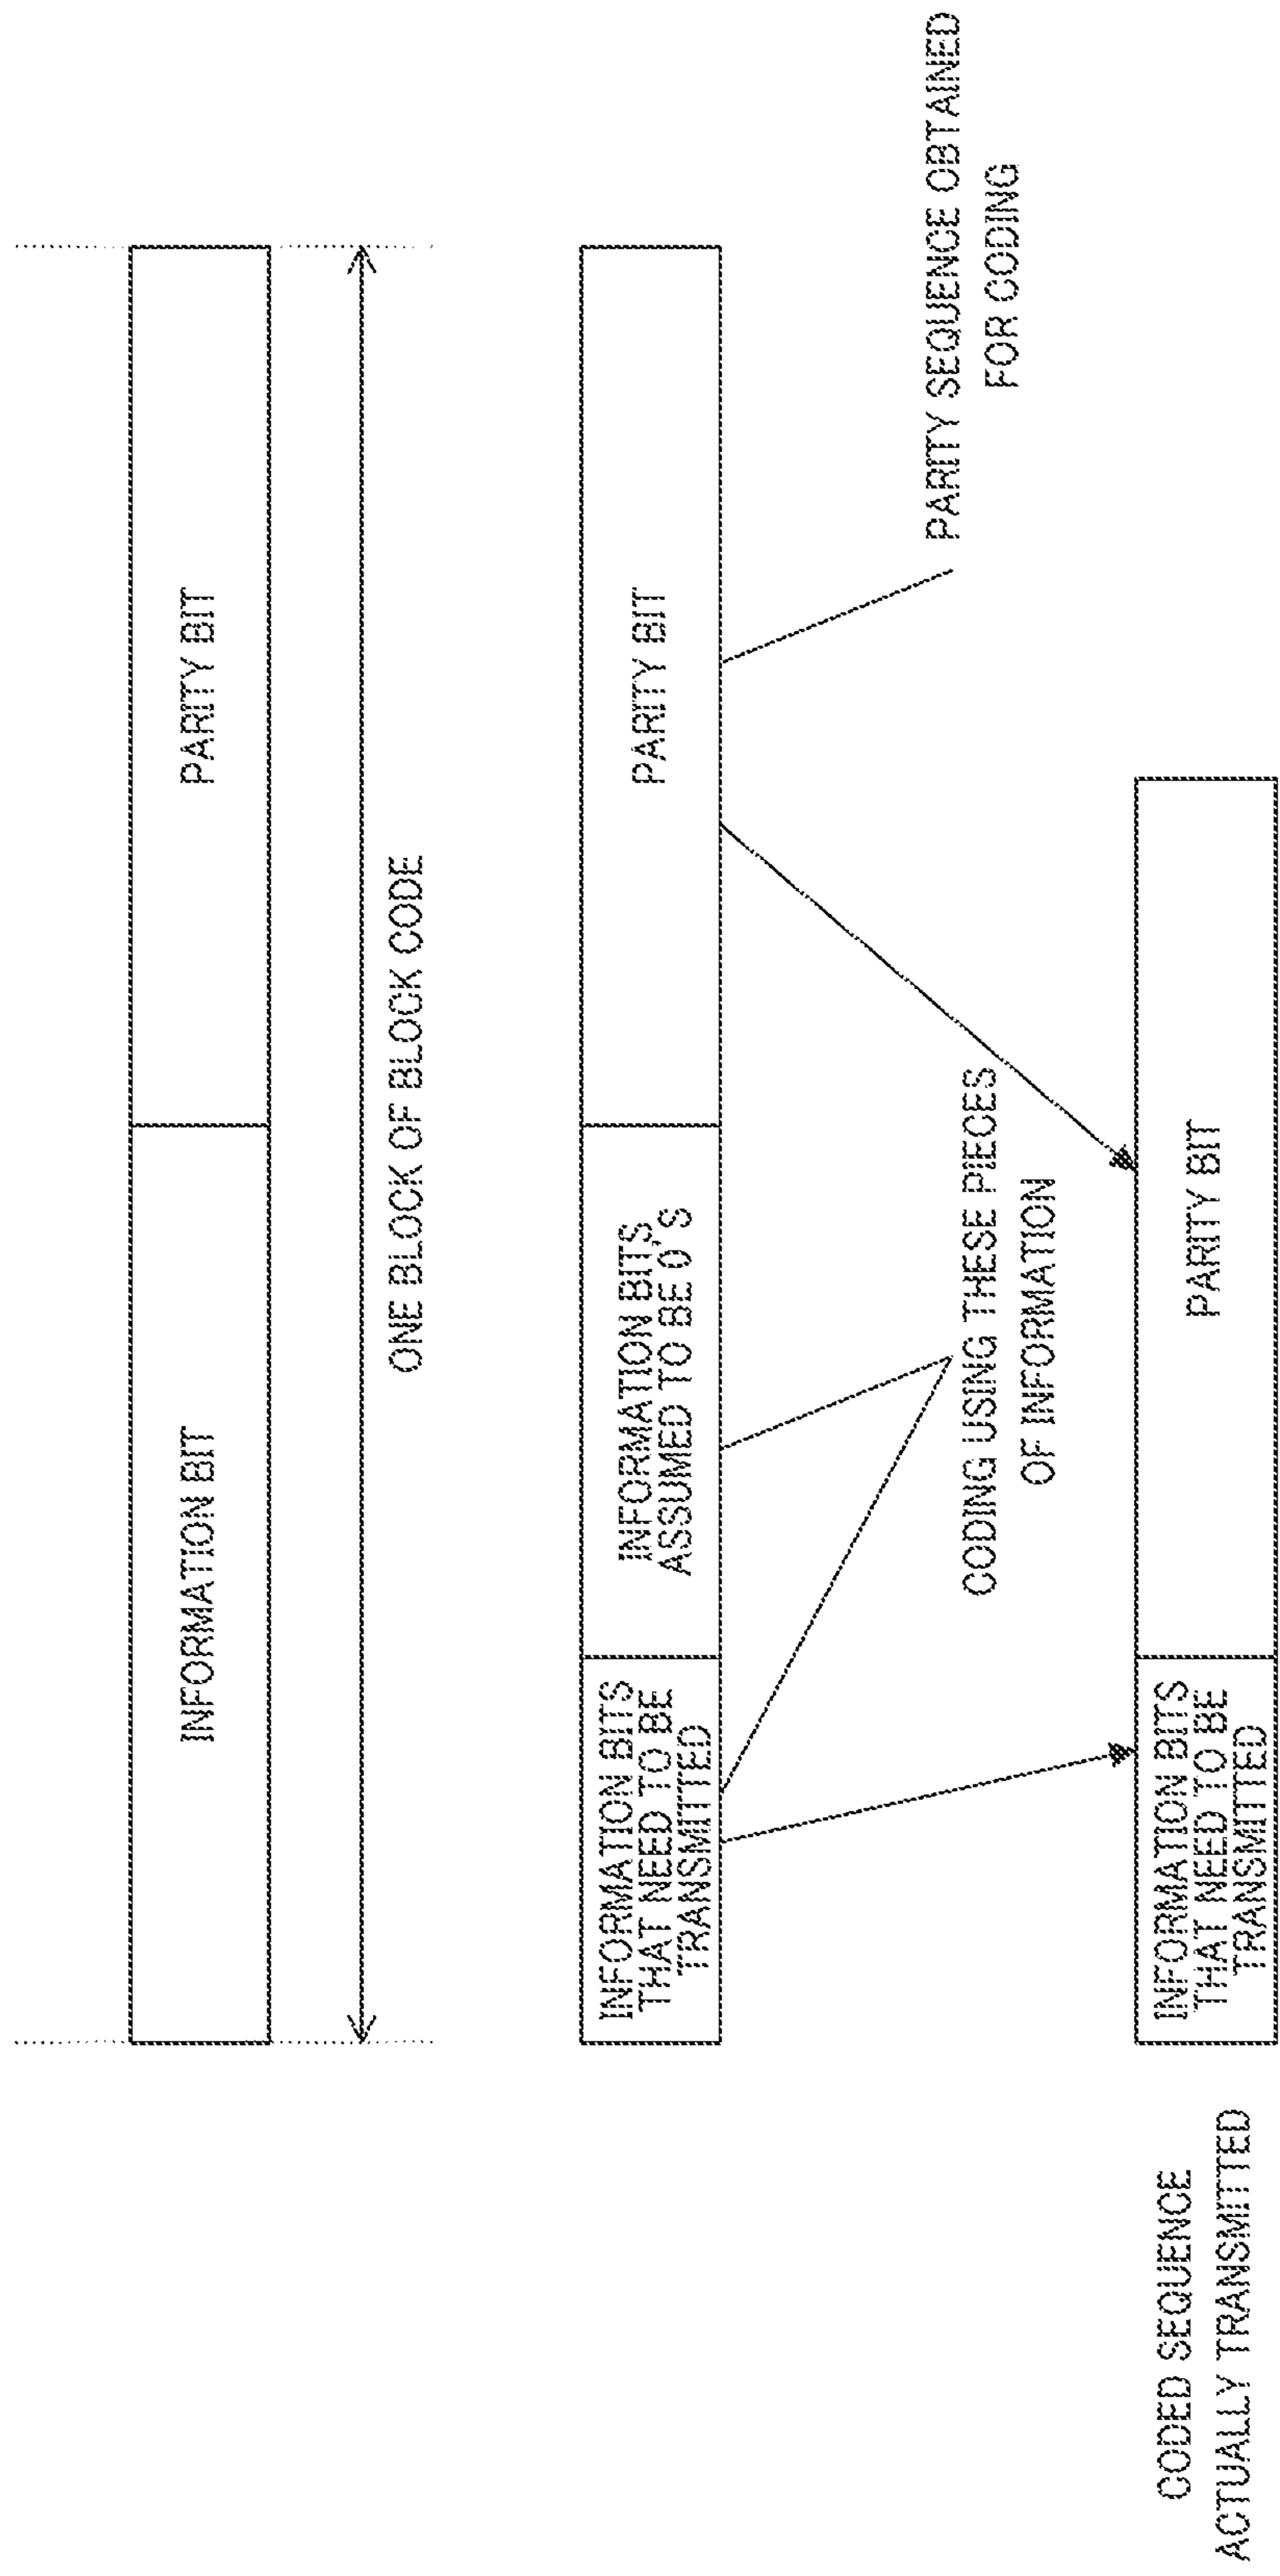 INFORMATION BIT
PARITY BIT
ONE BLOCK OF BLOCK CODE
INFORMATION BITS
THAT NEED TO BE
TRANSMITTED
INFORMATION BITS
ASSUMED TO BE 0'S
PARITY BIT
CODING USING THESE PIECES
OF INFORMATION
PARITY SEQUENCE OBTAINED
FOR CODING
CODED SEQUENCE
ACTUALLY TRANSMITTED
INFORMATION BITS
THAT NEED TO BE
TRANSMITTED
PARITY BIT